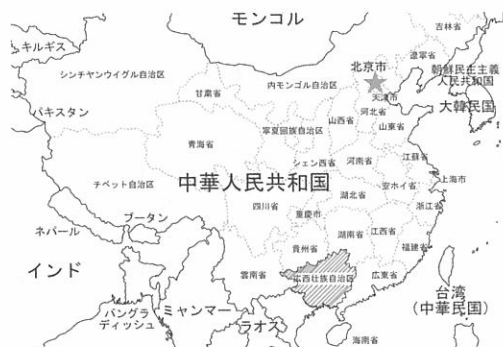 モンゴル
吉林省
キルギス
北京市
遼寧省
朝鮮民主主義
人民共和国
シンチヤンウイグル自治区
甘粛省
内モンゴル自治区
天津市
大韓民国
パキスタン
河北省
山西省
山東省
寧夏回族自治区
青海省
シェン西省
河南省
江蘇省
中華人民共和国
チベット自治区
安ホイ省
上海市
四川省
湖北省
重慶市
浙江省
ブータン
ネパール
湖南省
江西省
貴州省
福建省
インド
雲南省
広西壮族自治区
広東省
台湾
(中華民国)
バングラ
ディッシュ
ミャンマー
ラオス
海南省